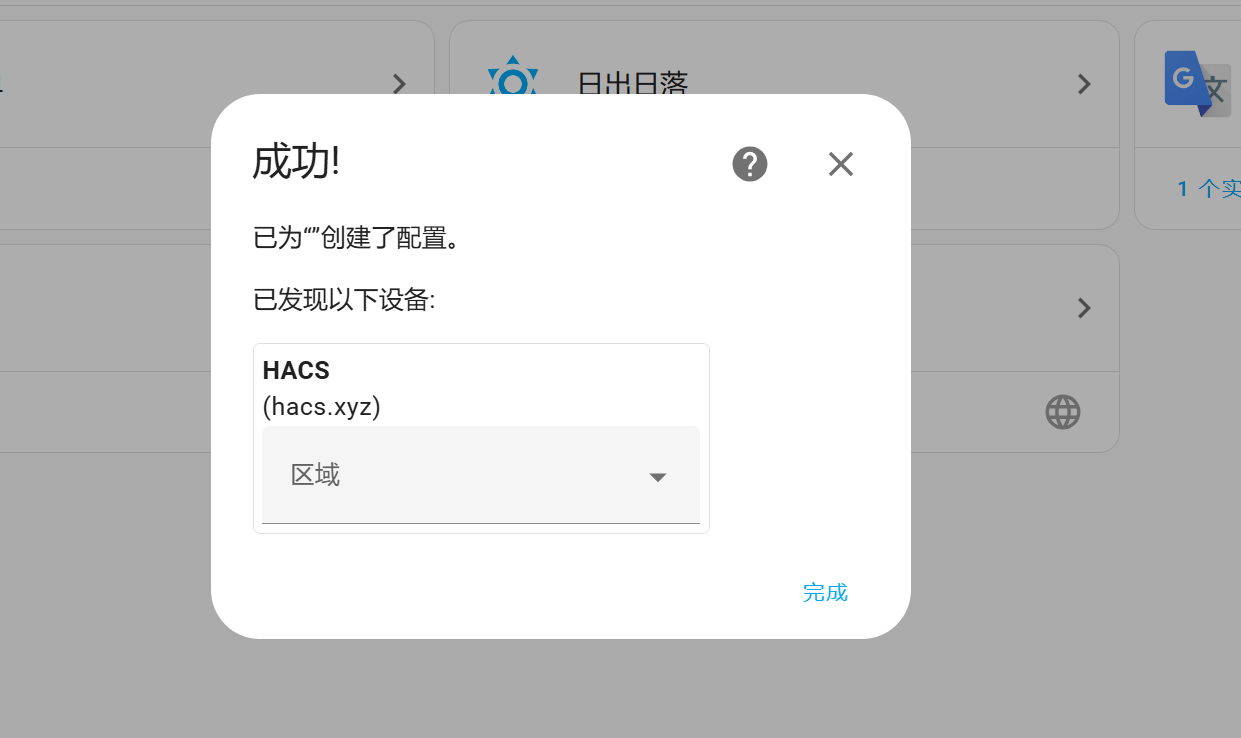 日出日落
成功!
已为“”创建了配置。
已发现以下设备:
HACS
(hacs.xyz)
区域
完成
1 个实